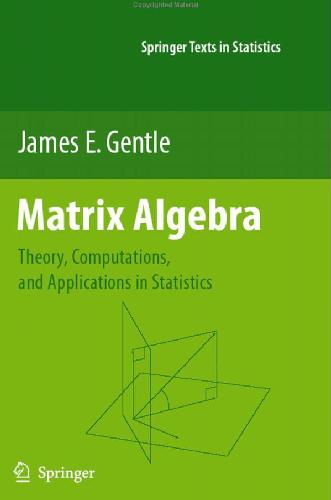 Springer Texts in Statistics
James E. Gentle
Matrix Algebra
Theory, Computations,
and Applications in Statistics
Springer